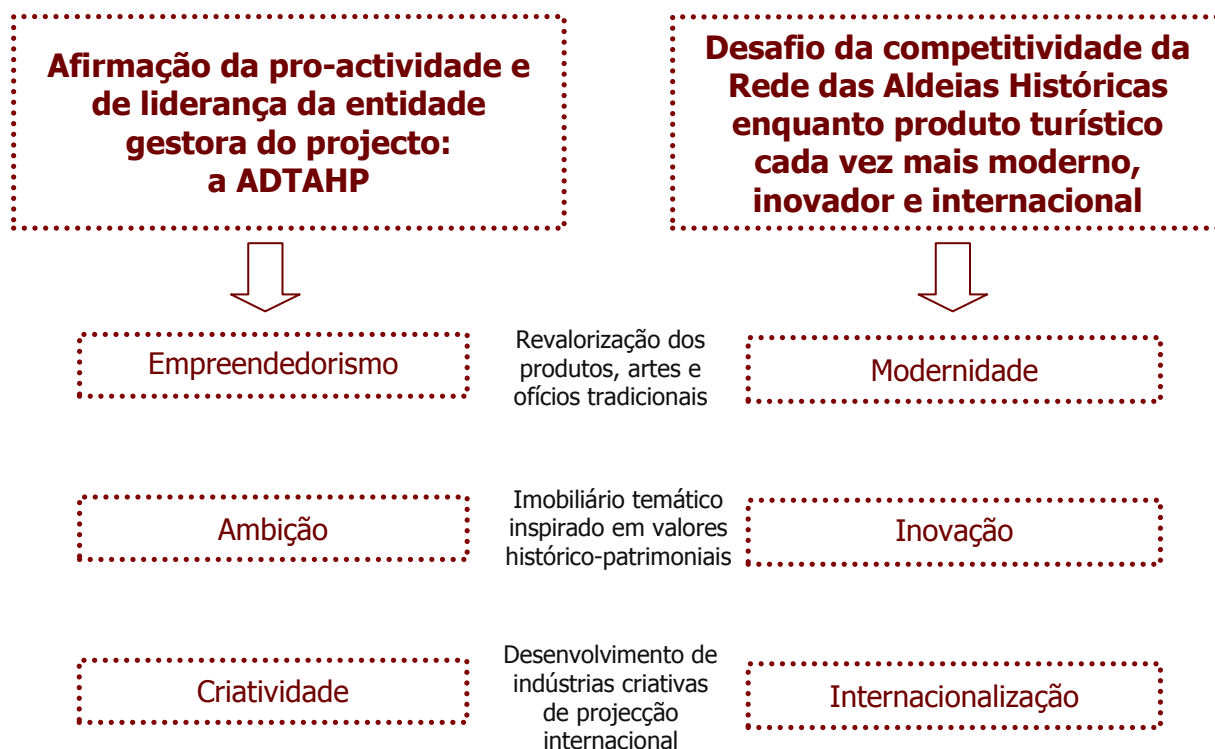 Afirmação da pro-actividade e
de liderança da entidade
gestora do projecto:
a ADTAHP
Desafio da competitividade da
Rede das Aldeias Históricas
enquanto produto turístico
cada vez mais moderno,
inovador e internacional
Empreendedorismo
Revalorização dos
produtos, artes e
ofícios tradicionais
Modernidade
Ambição
Imobiliário temático
inspirado em valores
histórico-patrimoniais
Inovação
Criatividade
Desenvolvimento de
indústrias criativas
de projecção
internacional
Internacionalização